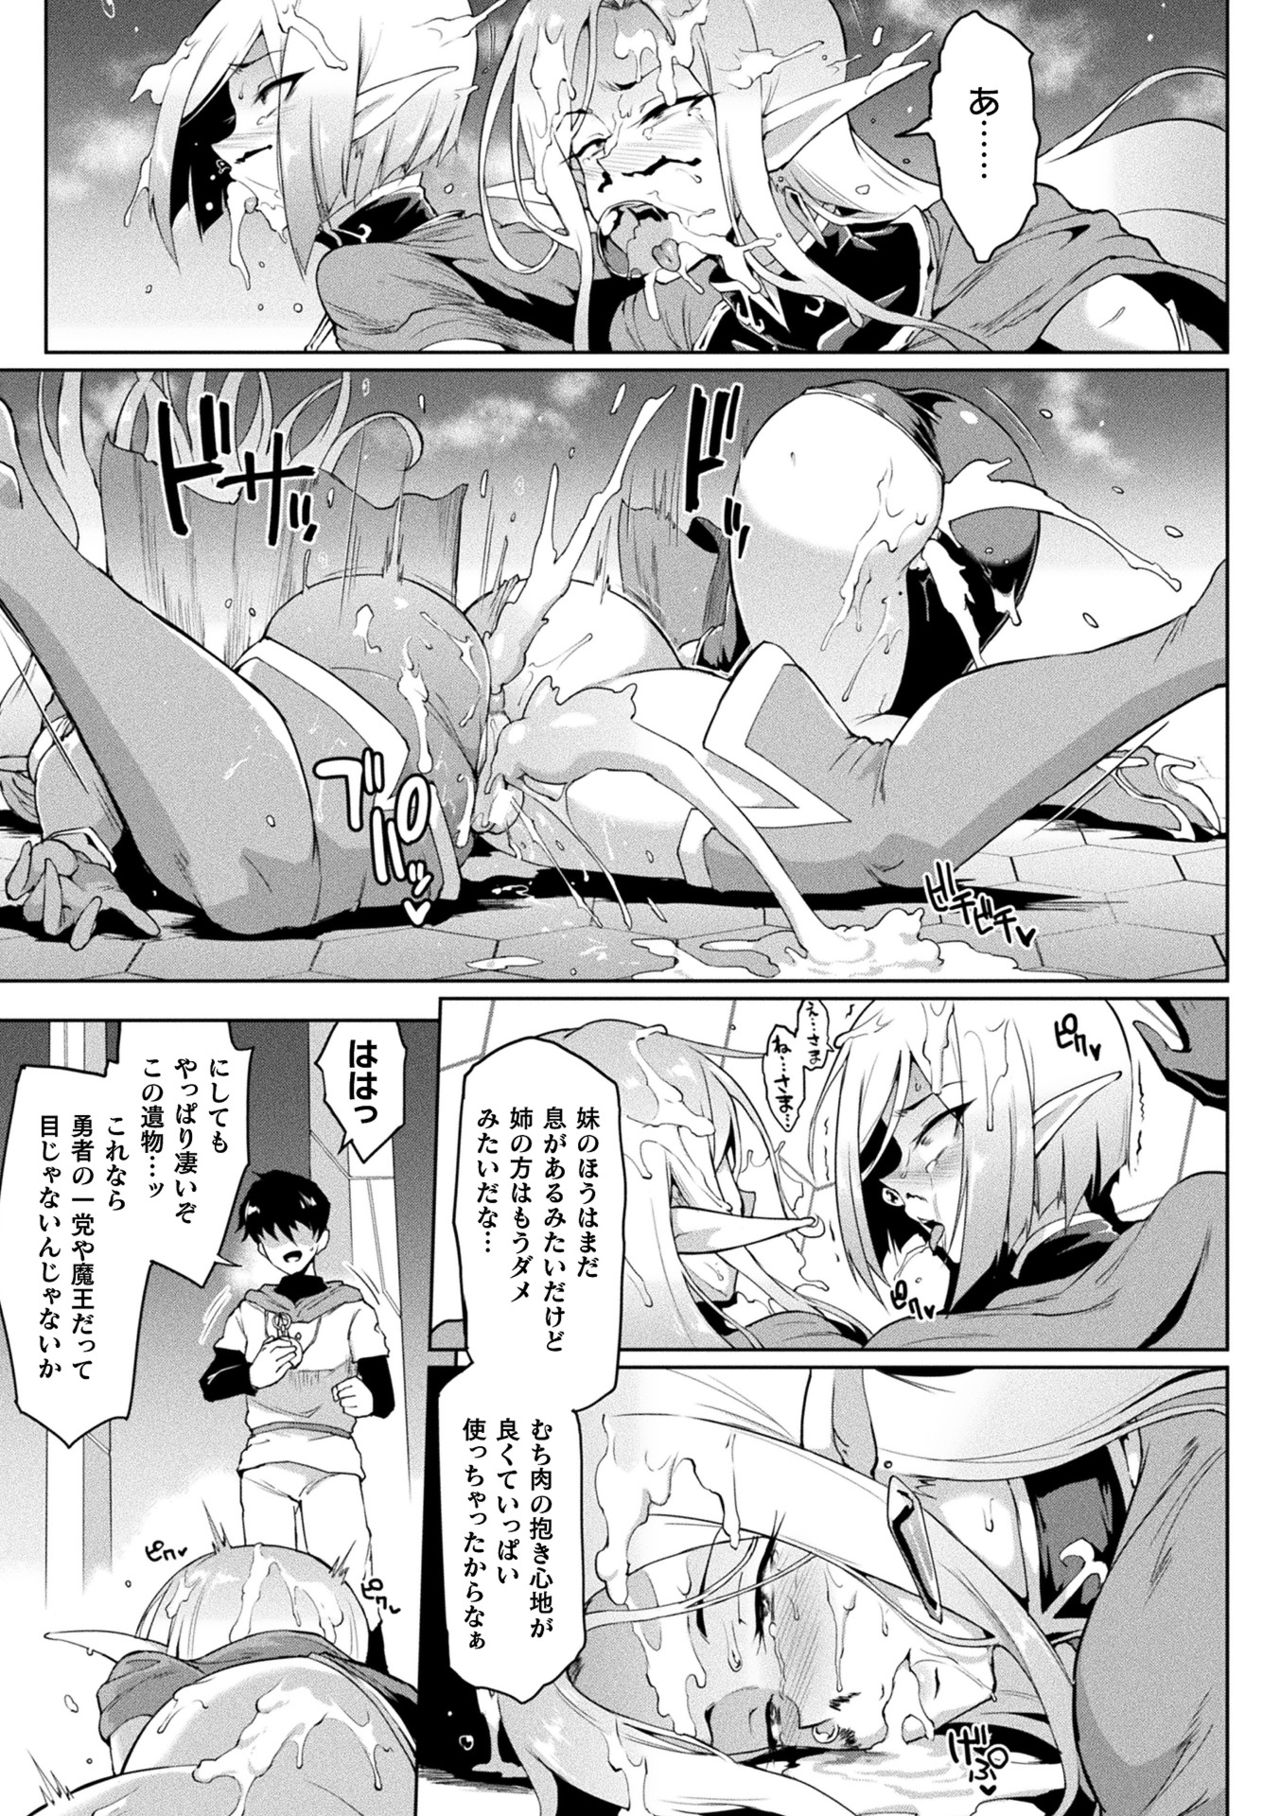 あ……
ドサッ
ドッ
ブパッ♥
ビチビチ♥
ピク♥
え…さま
ね…さま…
妹のほうはまだ
息があるみたいだけど
姉の方はもうダメ
みたいだな…
むち肉の抱き心地が
良くていっぱい
使っちゃったからなぁ
ははっ
にしても
やっぱり凄いぞ
この遺物…ッ
これなら
勇者の一党や魔王だって
目じゃないんじゃないか
ピク♥
ピク♥